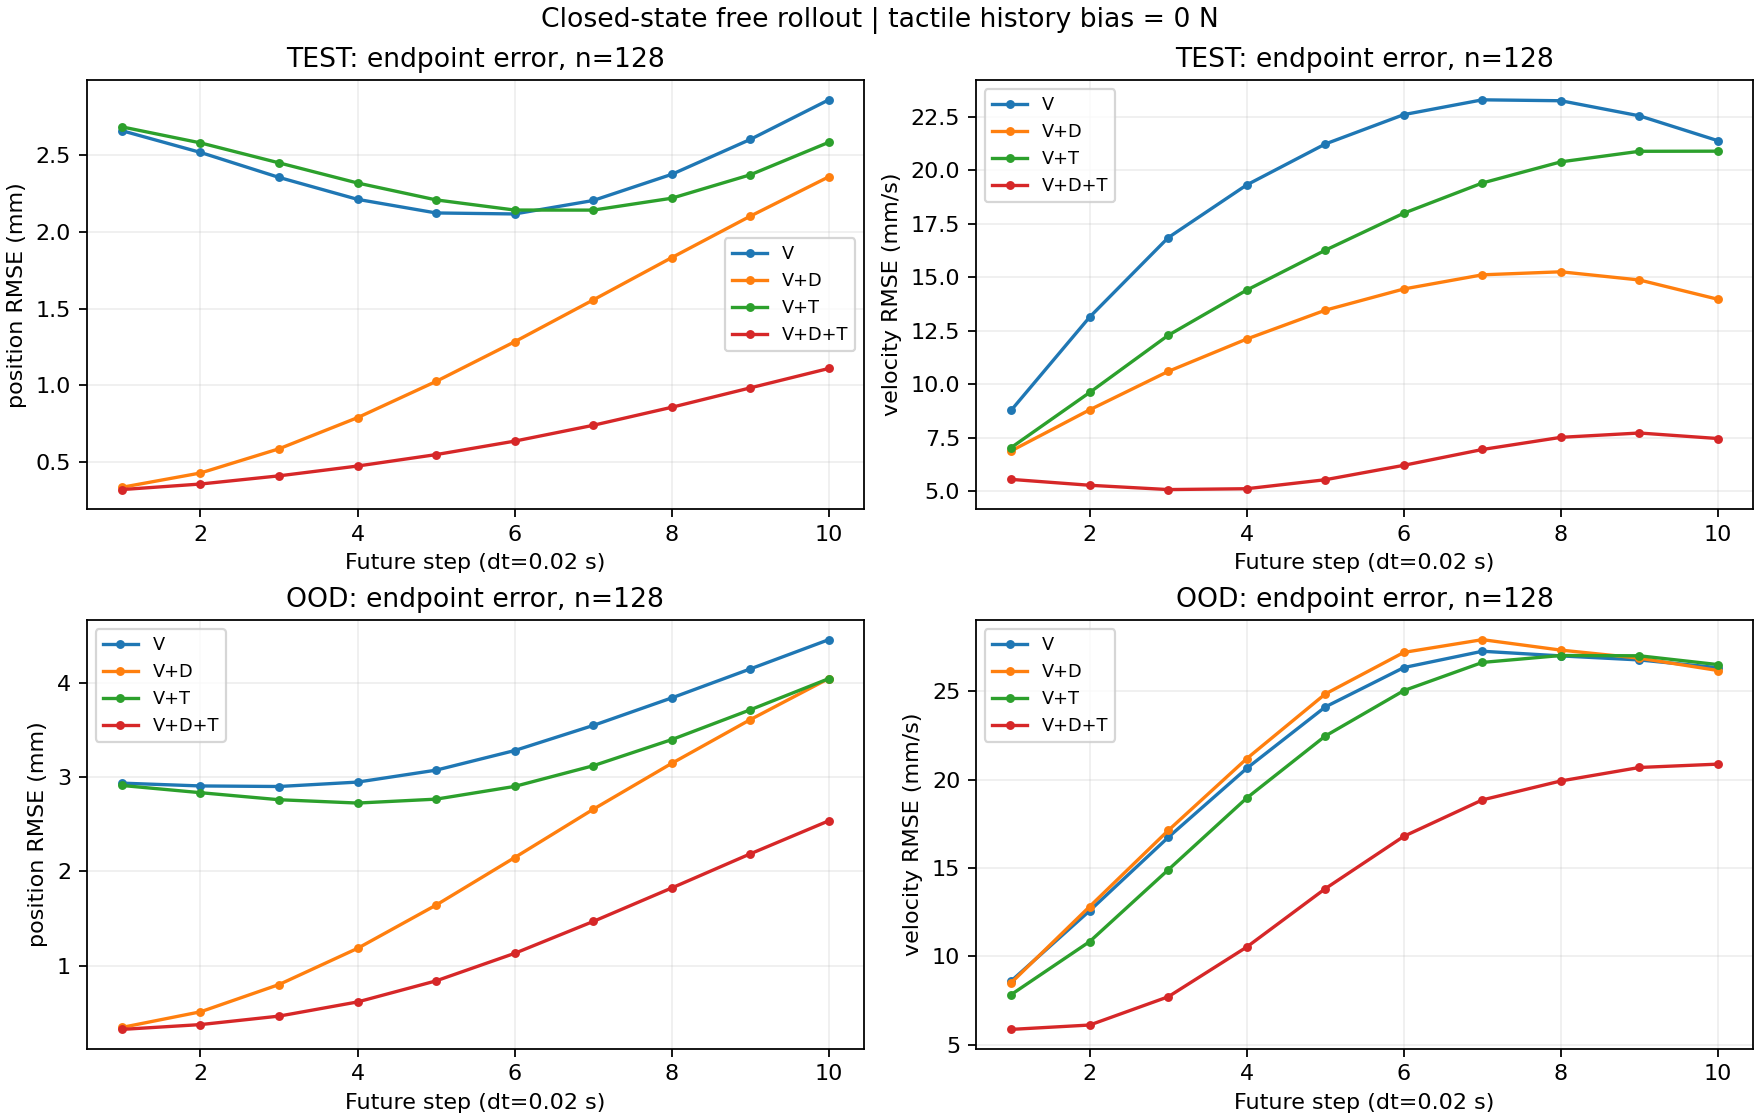 Closed-state free rollout | tactile history bias = 0 N
TEST: endpoint error, n=128
position RMSE (mm)
2.5
2.0
1.5
1.0
0.5
V
V+D
V+T
V+D+T
2 4 6 8 10
Future step (dt=0.02 s)
TEST: endpoint error, n=128
velocity RMSE (mm/s)
22.5
20.0
17.5
15.0
12.5
10.0
7.5
5.0
V
V+D
V+T
V+D+T
2 4 6 8 10
Future step (dt=0.02 s)
OOD: endpoint error, n=128
position RMSE (mm)
4
3
2
1
V
V+D
V+T
V+D+T
2 4 6 8 10
Future step (dt=0.02 s)
OOD: endpoint error, n=128
velocity RMSE (mm/s)
25
20
15
10
5
V
V+D
V+T
V+D+T
2 4 6 8 10
Future step (dt=0.02 s)